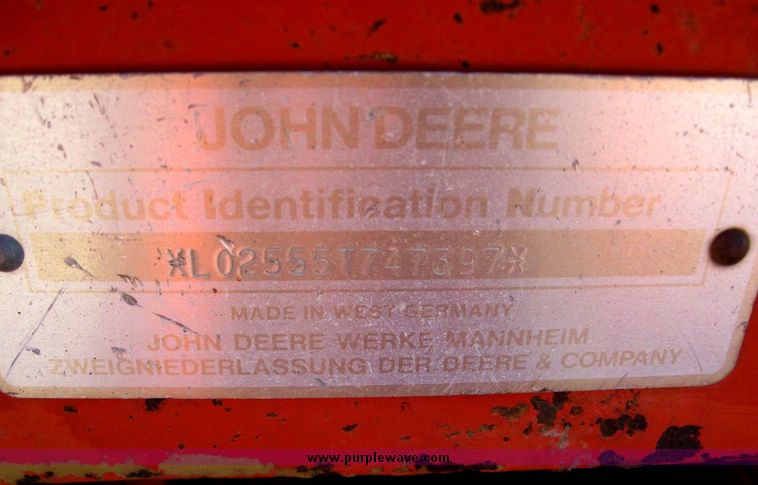 JOHN DEERE
Product Identification Number
*L02555T747397*
MADE IN WEST GERMANY
JOHN DEERE WERKE MANNHEIM
ZWEIGNIEDERLASSUNG DER DEERE & COMPANY
www.purplewave.com